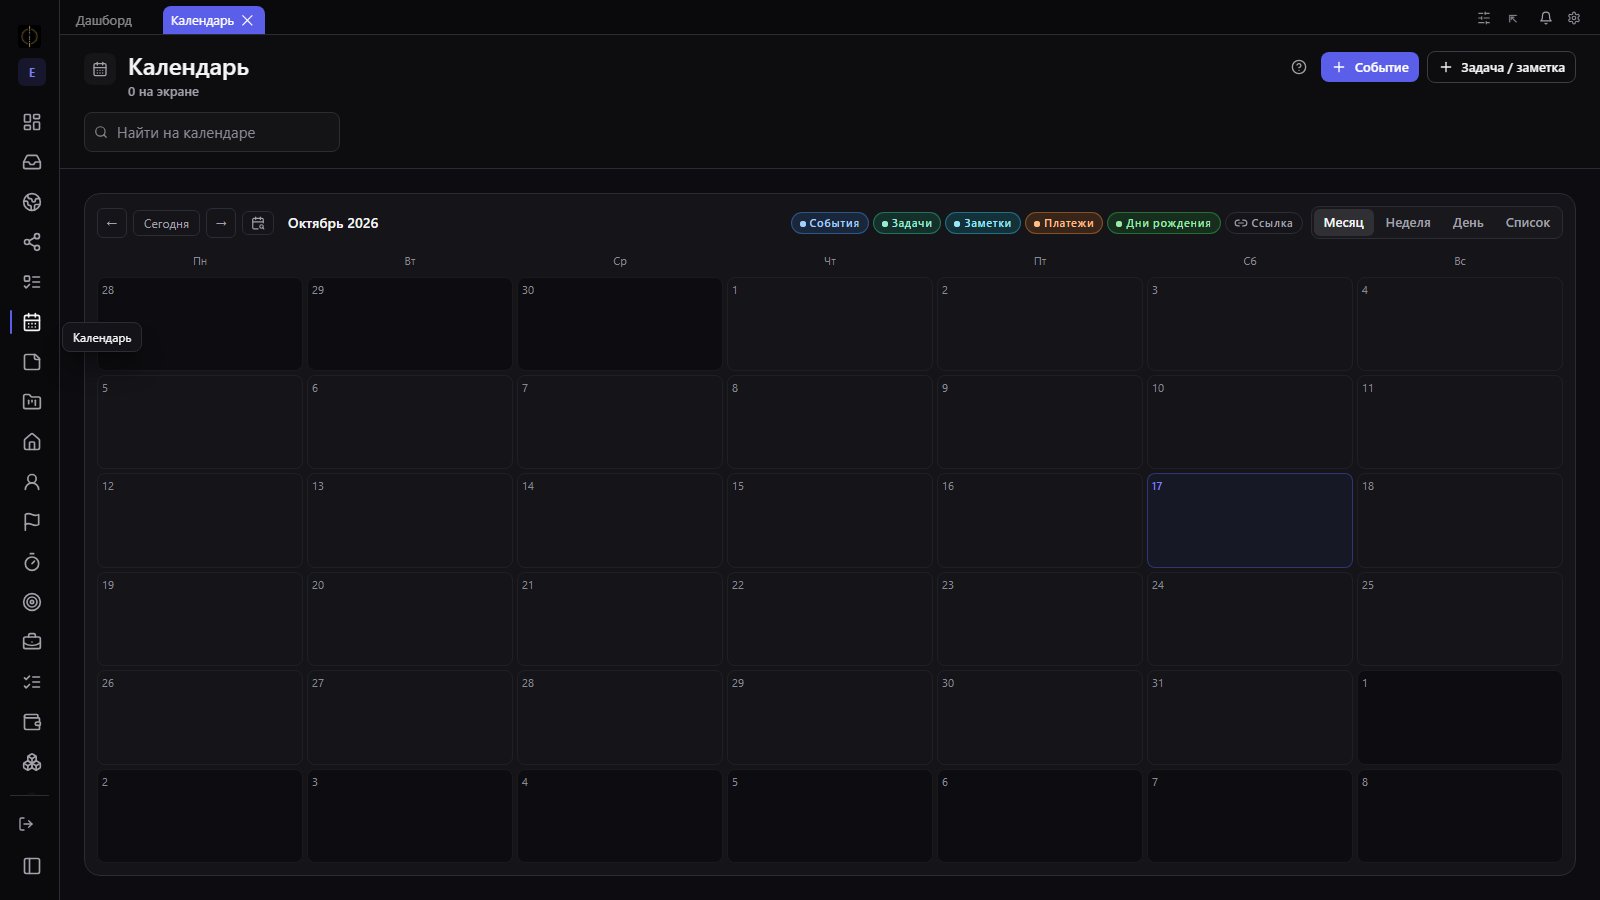 Дашборд
Календарь
E
Календарь
0 на экране
Событие
Задача / заметка
Найти на календаре
Сегодня
Октябрь 2026
События
Задачи
Заметки
Платежи
Дни рождения
Ссылка
Месяц
Неделя
День
Список
Пн Вт Ср Чт Пт Сб Вс
28 29 30 1 2 3 4
Календарь
5 6 7 8 9 10 11
12 13 14 15 16 17 18
19 20 21 22 23 24 25
26 27 28 29 30 31 1
2 3 4 5 6 7 8